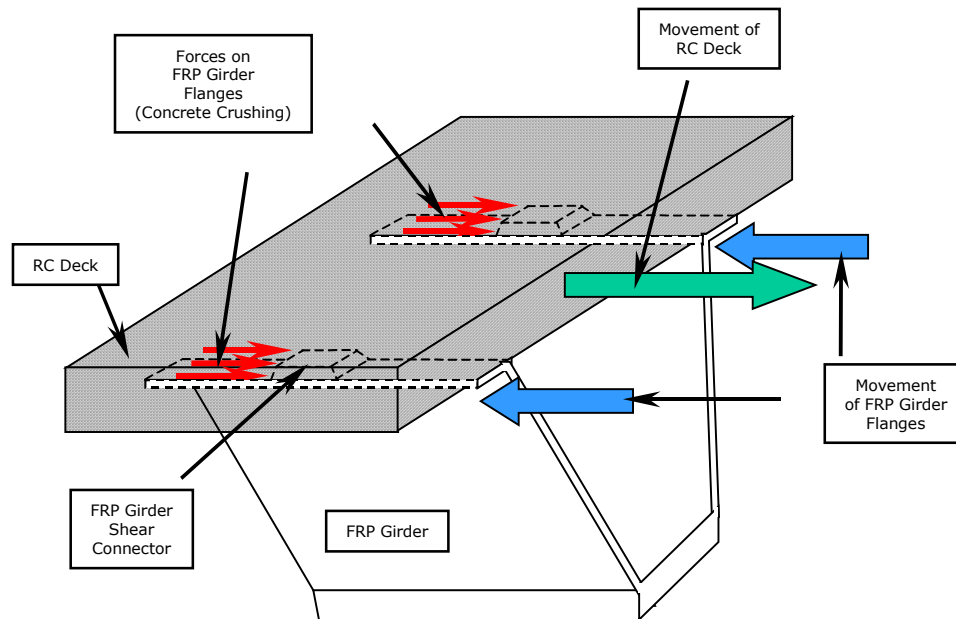 Movement of
RC Deck
Forces on
FRP Girder
Flanges
(Concrete Crushing)
RC Deck
Movement
of FRP Girder
Flanges
FRP Girder
Shear
Connector
FRP Girder